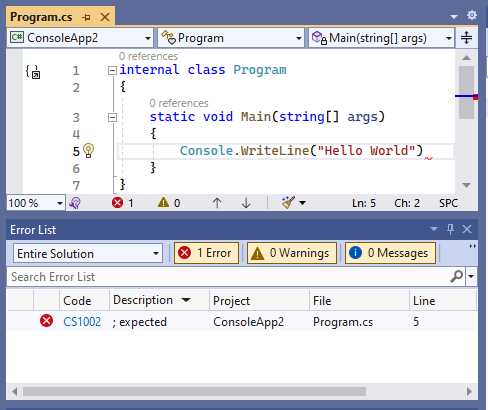 Program.cs
ConsoleApp2 Program Main(string[] args)
0 references
1 internal class Program
2 {
0 references
3 static void Main(string[] args)
4 {
5 Console.WriteLine("Hello World")
6 }
7 }
100 % 1 0 Ln: 5 Ch: 2 SPC
Error List
Entire Solution 1 Error 0 Warnings 0 Messages
Search Error List
Code Description Project File Line
CS1002 ; expected ConsoleApp2 Program.cs 5